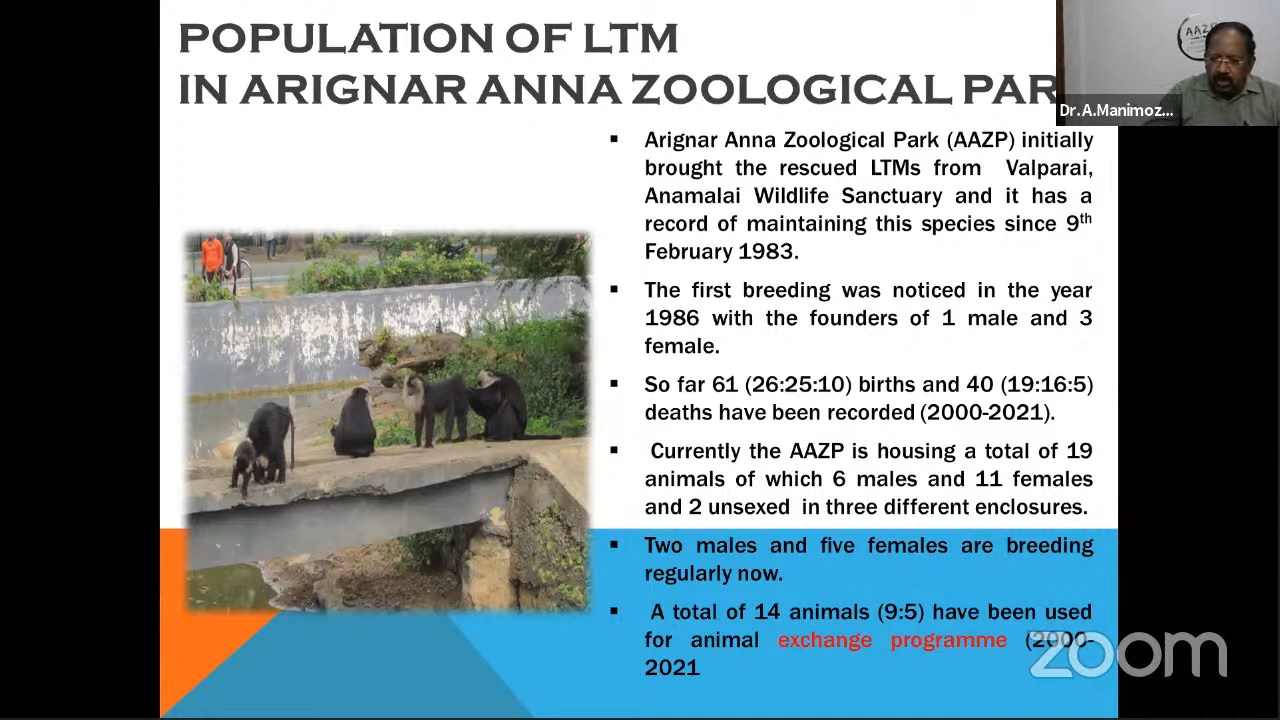 POPULATION OF LTM
IN ARIGNAR ANNA ZOOLOGICAL PAR
AAZP
Dr.A.Manimoz...
▪ Arignar Anna Zoological Park (AAZP) initially
brought the rescued LTMs from Valparai,
Anamalai Wildlife Sanctuary and it has a
record of maintaining this species since 9th
February 1983.
▪ The first breeding was noticed in the year
1986 with the founders of 1 male and 3
female.
▪ So far 61 (26:25:10) births and 40 (19:16:5)
deaths have been recorded (2000-2021).
▪ Currently the AAZP is housing a total of 19
animals of which 6 males and 11 females
and 2 unsexed in three different enclosures.
▪ Two males and five females are breeding
regularly now.
▪ A total of 14 animals (9:5) have been used
for animal exchange programme (2000-
2021
zoom